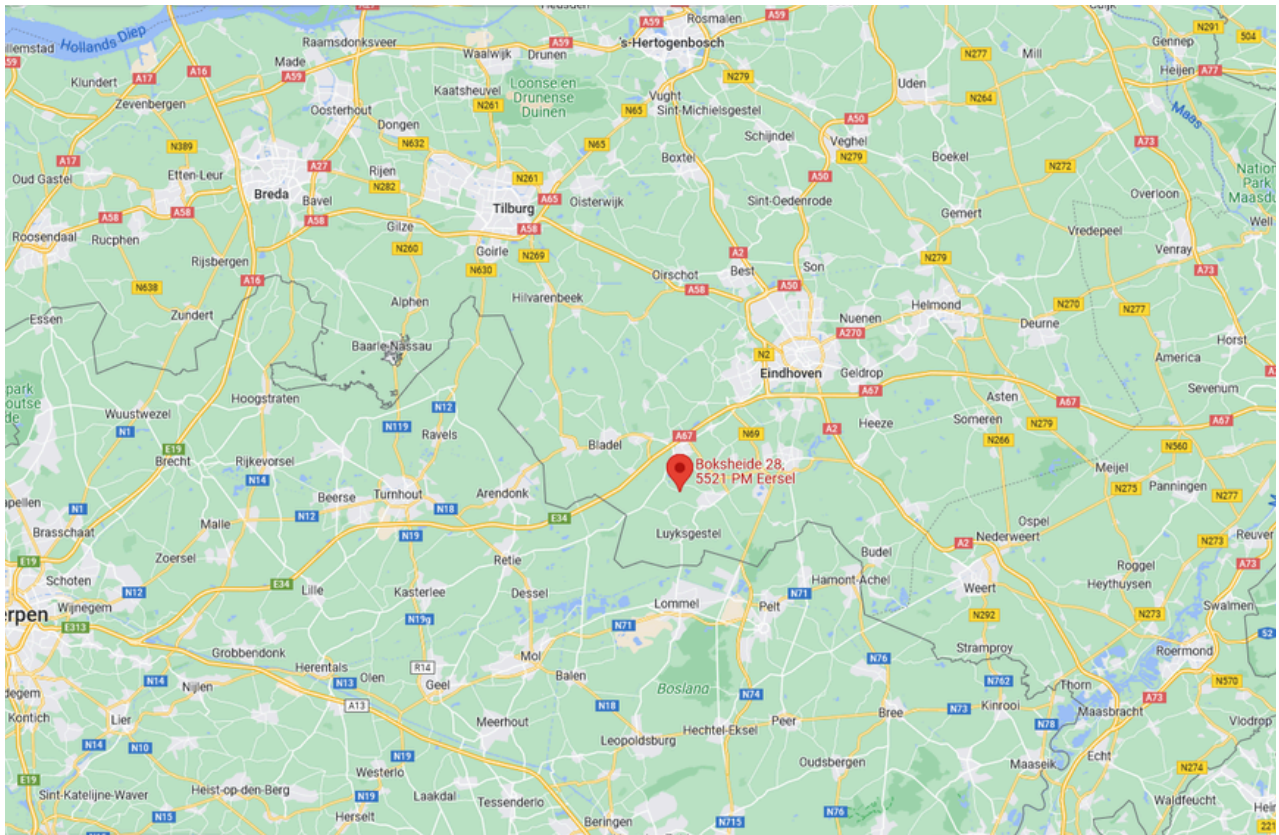 A27
Heusden
A59
Rosmalen
A59
Cuijk
N291
504
Hollands Diep
Raamsdonksveer
Drunen
A59
's-Hertogenbosch
Gennep
Klundert
A17
A16
Made
A59
Waalwijk
N277
Mill
Heijen
A77
Zevenbergen
Kaatsheuvel
Loonse en
Drunense
Duinen
N279
Uden
N264
Oosterhout
N261
Vught
Sint-Michielsgestel
N65
Maas
Dongen
A50
N389
N632
N65
Schijndel
Veghel
A73
A17
Etten-Leur
A27
Rijen
Boxtel
N279
Boekel
N272
Oud Gastel
Breda
N282
N261
A50
Overloon
Bavel
Tilburg
A65
Oisterwijk
Sint-Oedenrode
A58
A58
A58
Gilze
A58
Gemert
Vredepeel
Well
Roosendaal
Rucphen
N260
Goirle
N269
A2
N279
Venray
Rijsbergen
A16
N630
Oirschot
Best
Son
A73
N638
Hilvarenbeek
A58
A50
Alphen
Helmond
N270
N277
Essen
Zundert
Nuenen
A270
Deurne
Baarle-Nassau
N2
Horst
America
Eindhoven
Geldrop
A67
Sevenum
Hoogstraten
Asten
A67
Wuustwezel
N12
N1
N119
Ravels
Someren
N279
A67
A2
Heeze
E19
Bladel
A67
N69
N266
N560
Brecht
Rijkevorsel
Boksheide 28,
5521 PM Eersel
Meijel
N14
Turnhout
Arendonk
N275
Panningen
Beerse
N277
N1
N12
N18
E34
Ospel
Brasschaat
Malle
N19
Luyksgestel
A2
Nederweert
N273
Reuver
E19
Zoersel
Retie
Budel
Roggel
A73
Schoten
E34
Lille
Kasterlee
Dessel
Hamont-Achel
Weert
Heythuysen
Wijnegem
N12
Lommel
Pelt
N71
N292
N273
Swalmen
E313
N19g
N71
52
Grobbendonk
Mol
Stramproy
Roermond
Herentals
Olen
R14
Balen
N76
N14
N13
Geel
Bosland
N762
Thorn
N570
Nijlen
A13
N74
A73
Kontich
Lier
N18
Peer
Bree
N73
Kinrooi
Maasbracht
Vlodrop
Meerhout
Hechtel-Eksel
N78
N14
N10
N19
Leopoldsburg
Echt
Oudsbergen
Maaseik
N274
E19
Westerlo
Sint-Katelijne-Waver
Heist-op-den-Berg
N19
Laakdal
Tessenderlo
N76
Waldfeucht
N15
Herselt
Beringen
N715
221